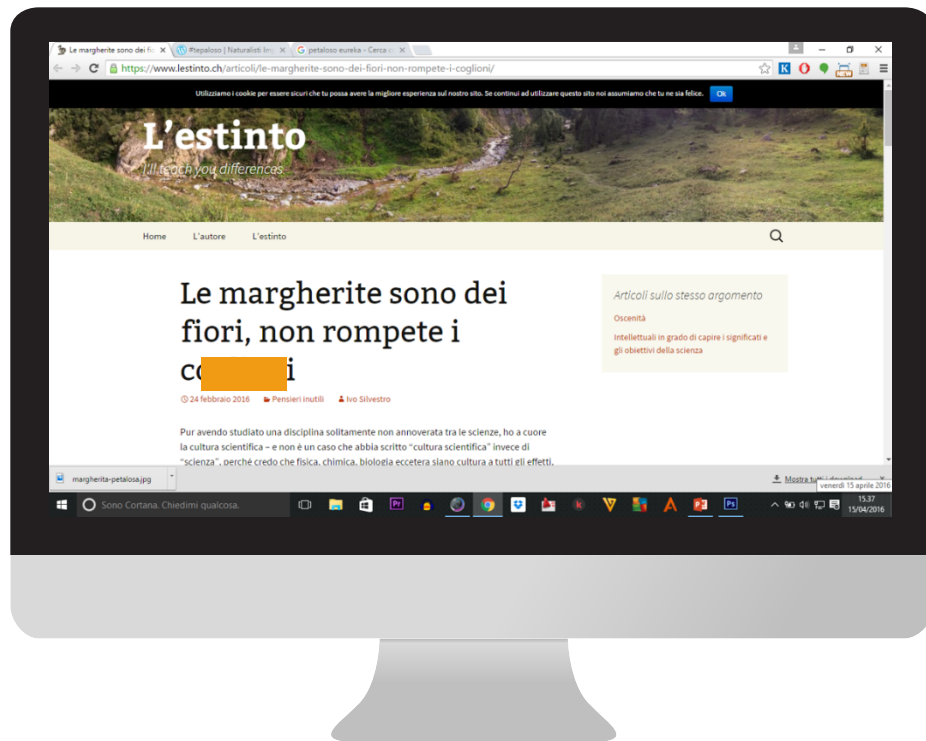 Le margherite sono dei fio
#tepaloso | Naturalisti Imp
petaloso eureka - Cerca c
https://www.lestinto.ch/articoli/le-margherite-sono-dei-fiori-non-rompete-i-coglioni/
Utilizziamo i cookie per essere sicuri che tu possa avere la migliore esperienza sul nostro sito. Se continui ad utilizzare questo sito noi assumiamo che tu ne sia felice. Ok
L'estinto
I'll teach you differences
Home L'autore L'estinto
Le margherite sono dei
fiori, non rompete i
co i
24 febbraio 2016 Pensieri inutili Ivo Silvestro
Pur avendo studiato una disciplina solitamente non annoverata tra le scienze, ho a cuore
la cultura scientifica – e non è un caso che abbia scritto “cultura scientifica” invece di
“scienza”, perché credo che fisica, chimica, biologia eccetera siano cultura a tutti gli effetti,
Articoli sullo stesso argomento
Oscenità
Intellettuali in grado di capire i significati e
gli obiettivi della scienza
margherita-petalosa.jpg
Mostra tutti i download
venerdì 15 aprile 2016
Sono Cortana. Chiedimi qualcosa.
Pr
Ps
15.37
15/04/2016